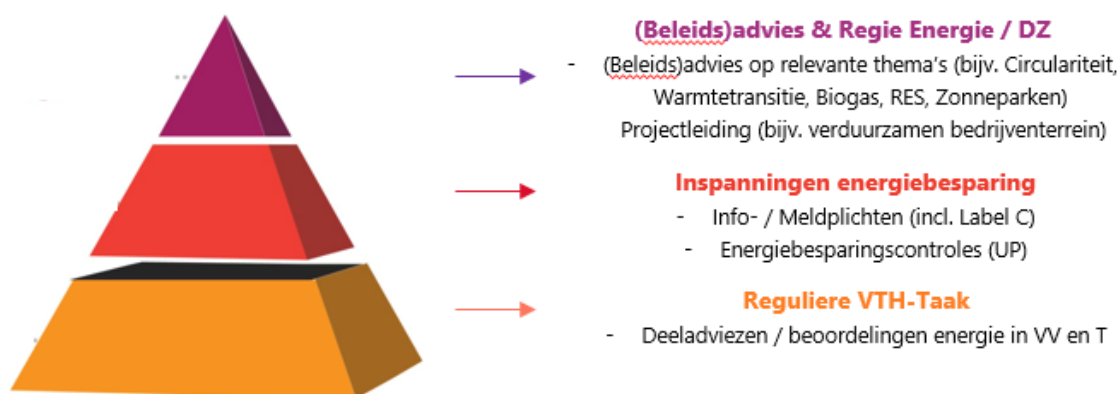 (Beleids)advies & Regie Energie / DZ
- (Beleids)advies op relevante thema's (bijv. Circulariteit,
Warmtetransitie, Biogas, RES, Zonneparken)
Projectleiding (bijv. verduurzamen bedrijventerrein)
Inspanningen energiebesparing
- Info- / Meldplichten (incl. Label C)
- Energiebesparingscontroles (UP)
Reguliere VTH-Taak
- Deeladviezen / beoordelingen energie in VV en T